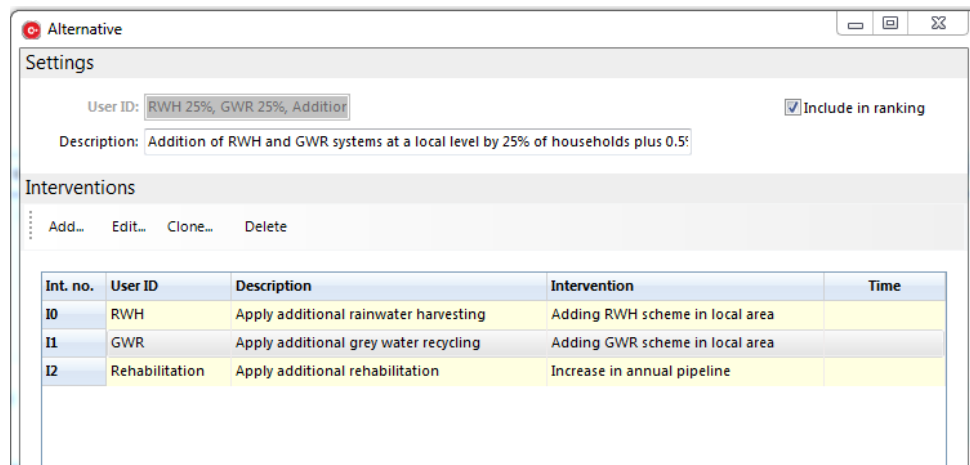 Alternative
Settings
User ID: RWH 25%, GWR 25%, Addition
Include in ranking
Description: Addition of RWH and GWR systems at a local level by 25% of households plus 0.5%
Interventions
Add... Edit... Clone... Delete
Int. no. User ID Description Intervention Time
I0 RWH Apply additional rainwater harvesting Adding RWH scheme in local area
I1 GWR Apply additional grey water recycling Adding GWR scheme in local area
I2 Rehabilitation Apply additional rehabilitation Increase in annual pipeline